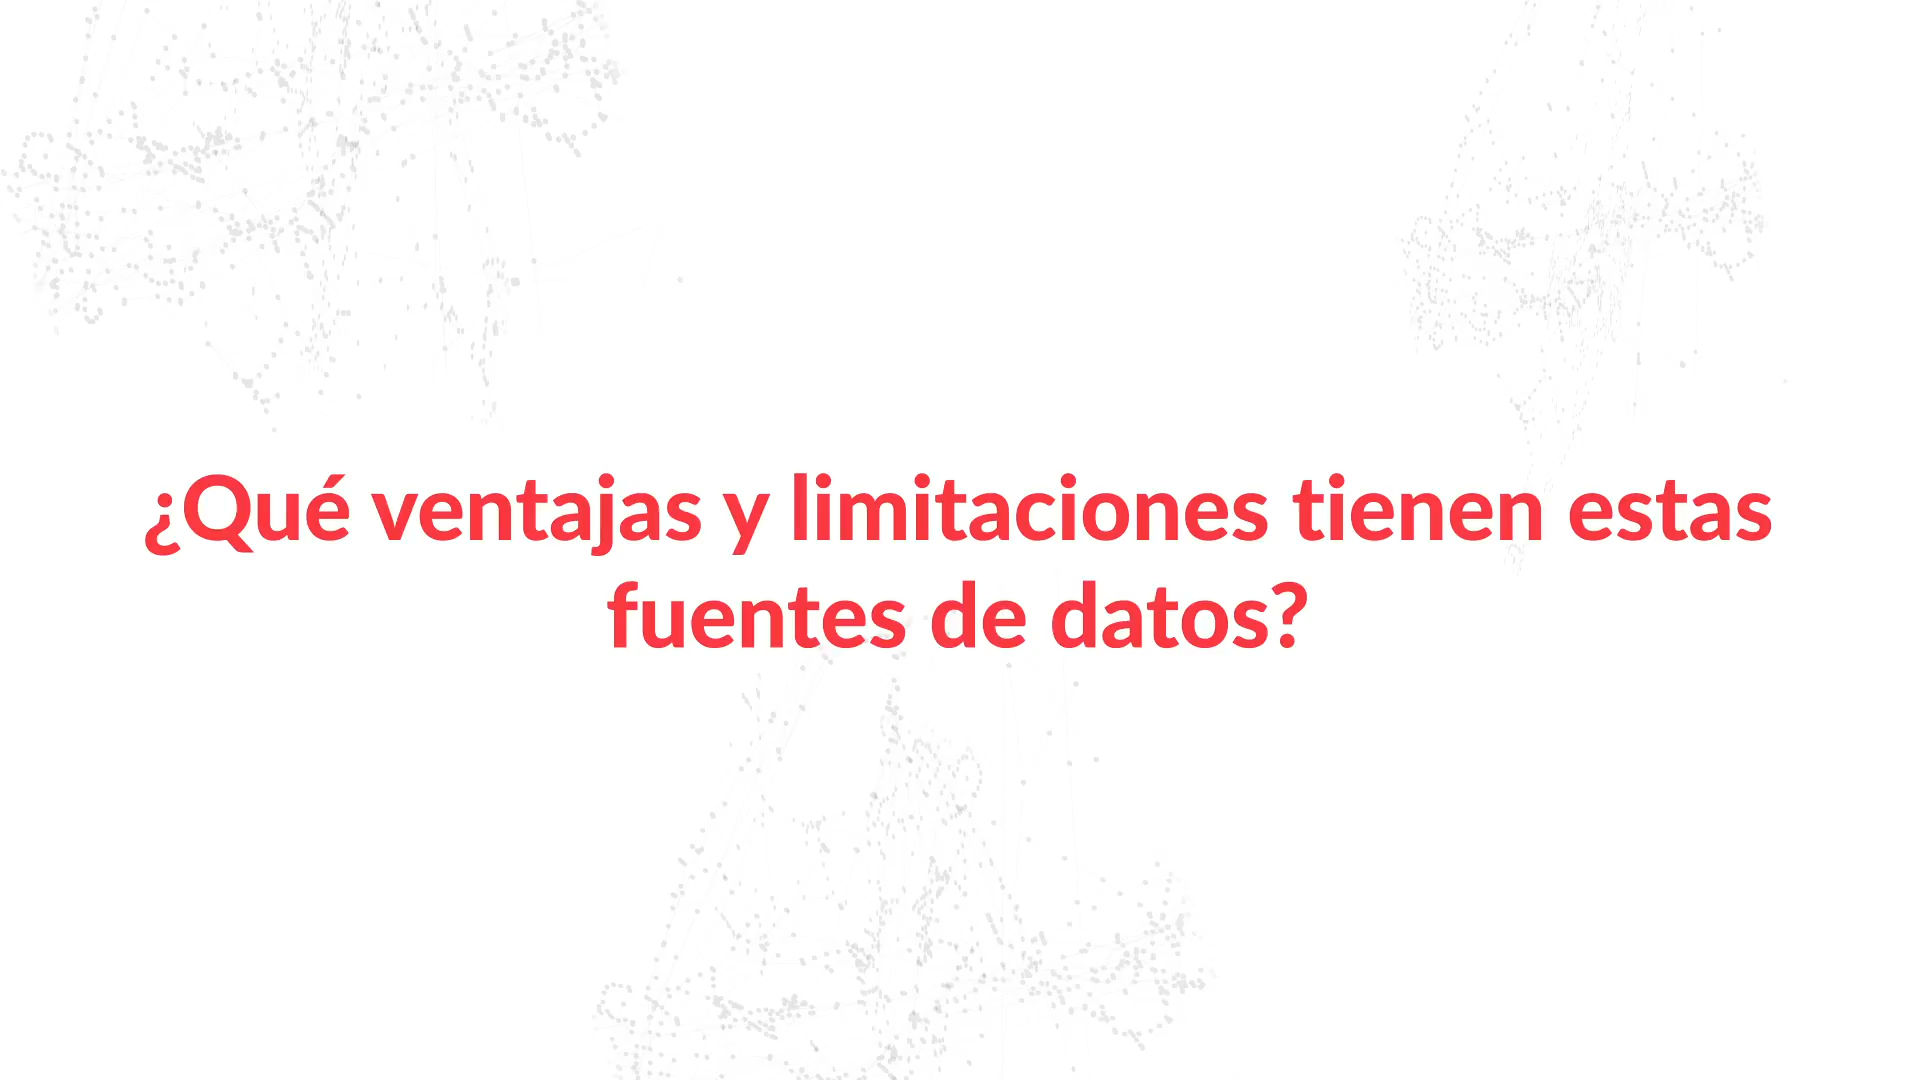 ¿Qué ventajas y limitaciones tienen estas
fuentes de datos?